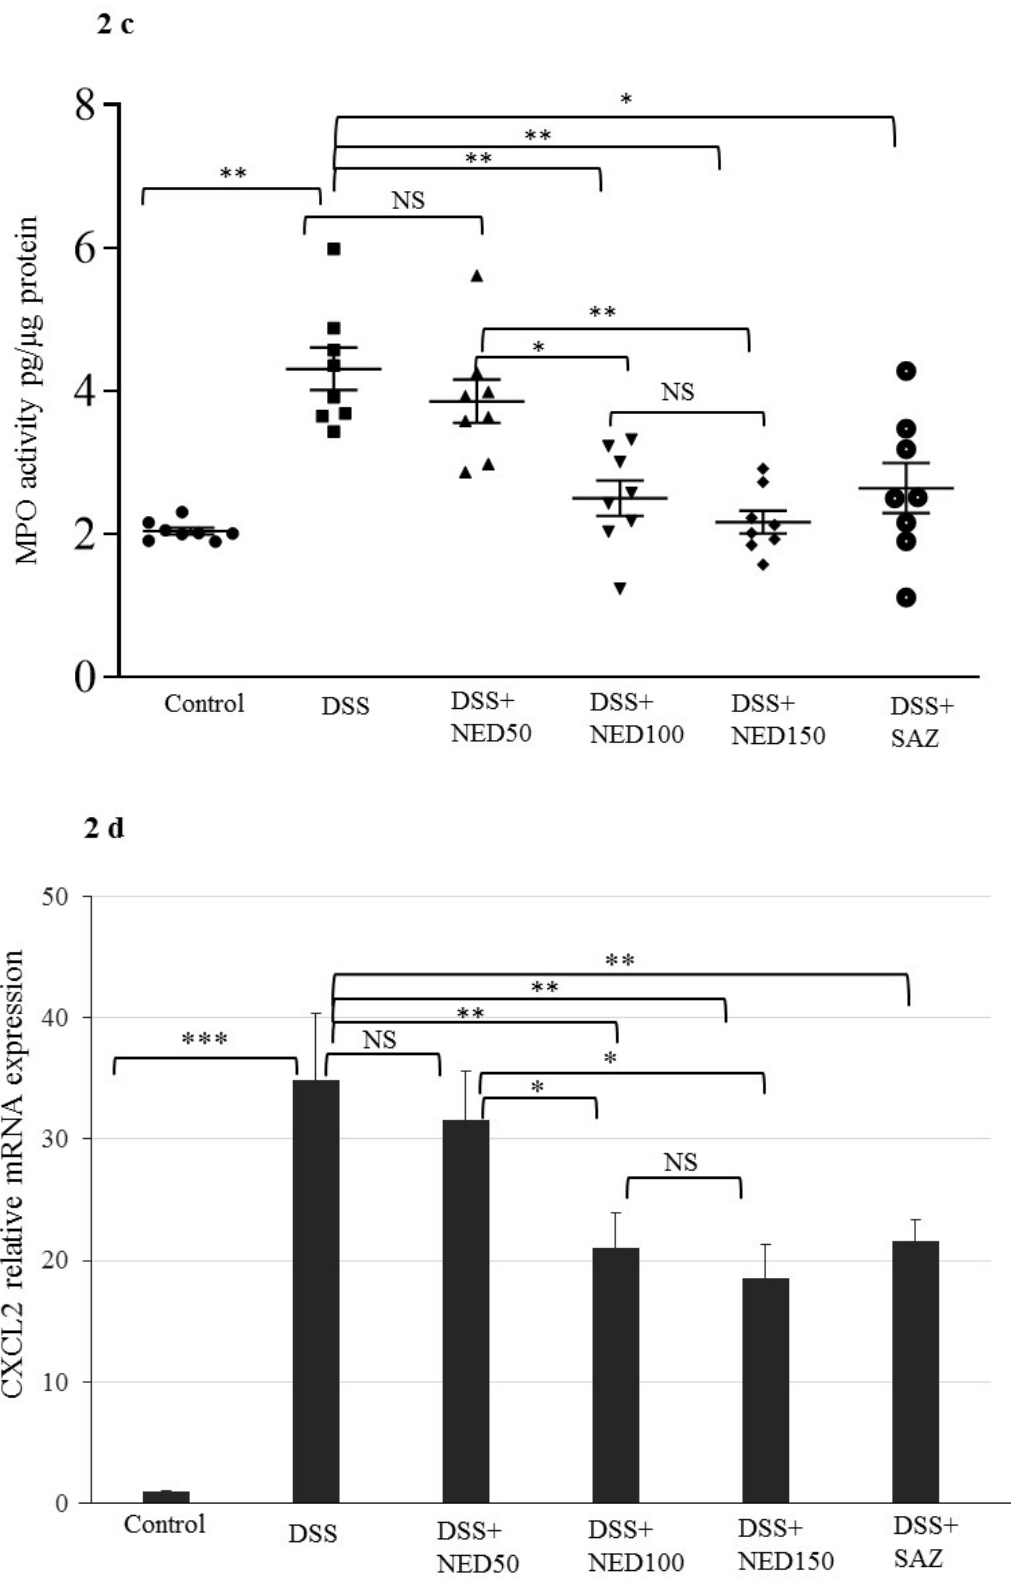 2 c
8
6
4
2
0
MPO activity pg/µg protein
*
**
**
**
NS
**
*
NS
Control
DSS
DSS+
NED50
DSS+
NED100
DSS+
NED150
DSS+
SAZ
2 d
50
40
30
20
10
0
CXCL2 relative mRNA expression
**
**
**
***
NS
*
*
NS
Control
DSS
DSS+
NED50
DSS+
NED100
DSS+
NED150
DSS+
SAZ